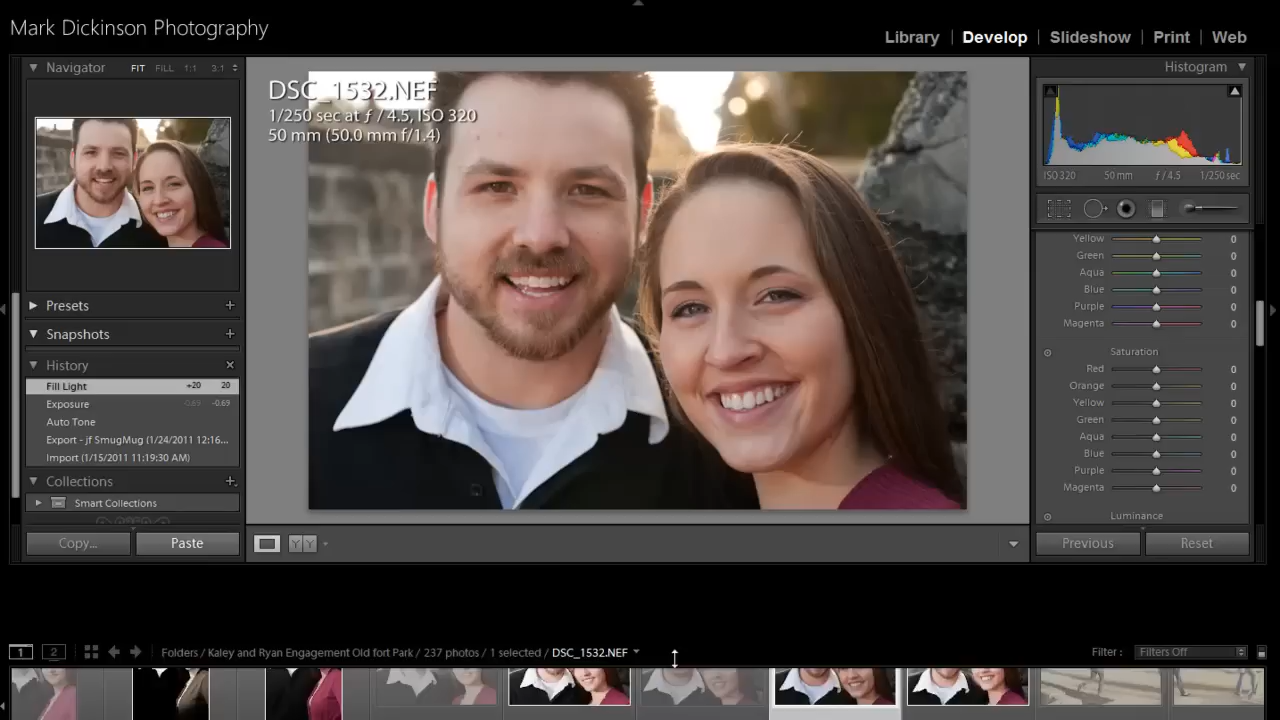 Mark Dickinson Photography
Library | Develop | Slideshow | Print | Web
Navigator FIT FILL 1:1 3:1
Histogram
DSC_1532.NEF
1/250 sec at ƒ / 4.5, ISO 320
50 mm (50.0 mm f/1.4)
ISO 320 50 mm ƒ / 4.5 1/250 sec
Presets +
Snapshots +
History ×
Fill Light +20 20
Exposure 0.69 -0.69
Auto Tone
Export - jf SmugMug (1/24/2011 12:16...
Import (1/15/2011 11:19:30 AM)
Collections +
Smart Collections
Copy... Paste
Yellow 0
Green 0
Aqua 0
Blue 0
Purple 0
Magenta 0
Saturation
Red 0
Orange 0
Yellow 0
Green 0
Aqua 0
Blue 0
Purple 0
Magenta 0
Luminance
Previous Reset
YY
1 2 Folders / Kaley and Ryan Engagement Old fort Park / 237 photos / 1 selected / DSC_1532.NEF
Filter : Filters Off